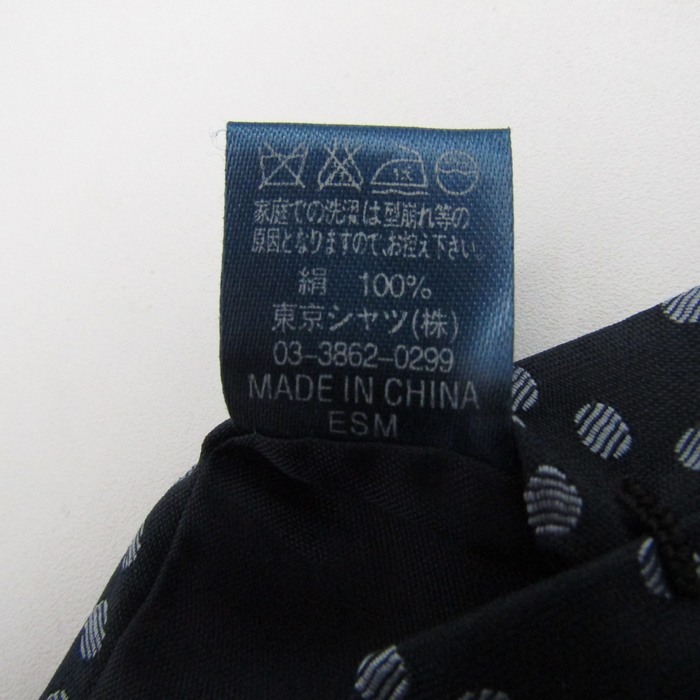 家庭での洗濯は型崩れ等の
原因となりますので、お控え下さい。
絹 100%
東京シャツ(株)
03-3862-0299
MADE IN CHINA
ESM